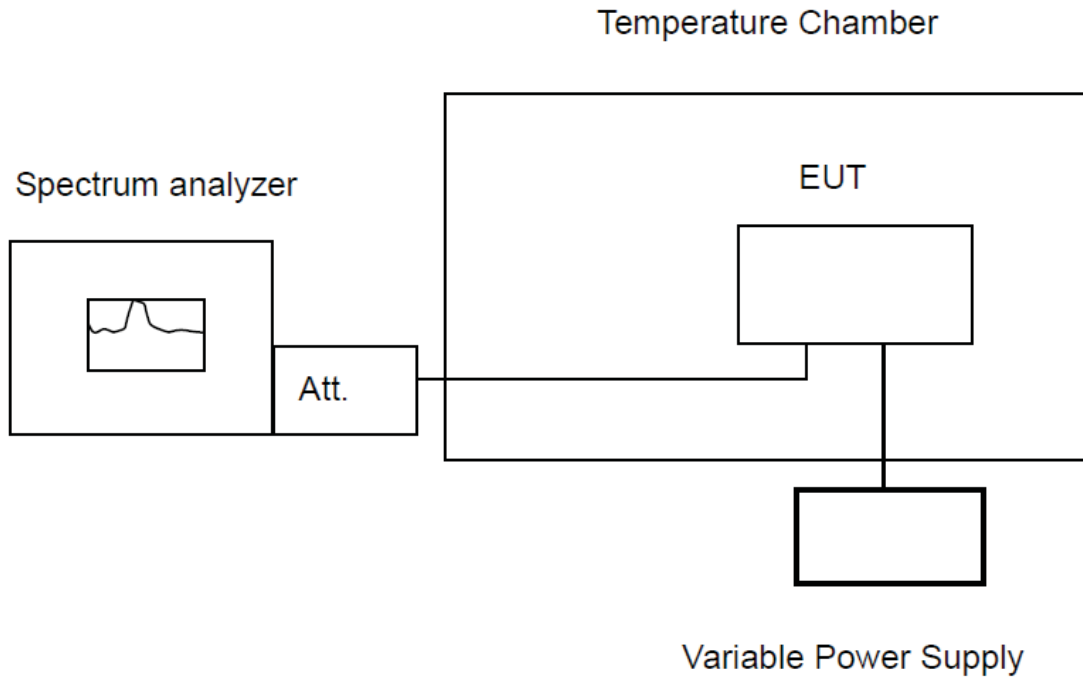 Temperature Chamber
Spectrum analyzer
EUT
Att.
Variable Power Supply